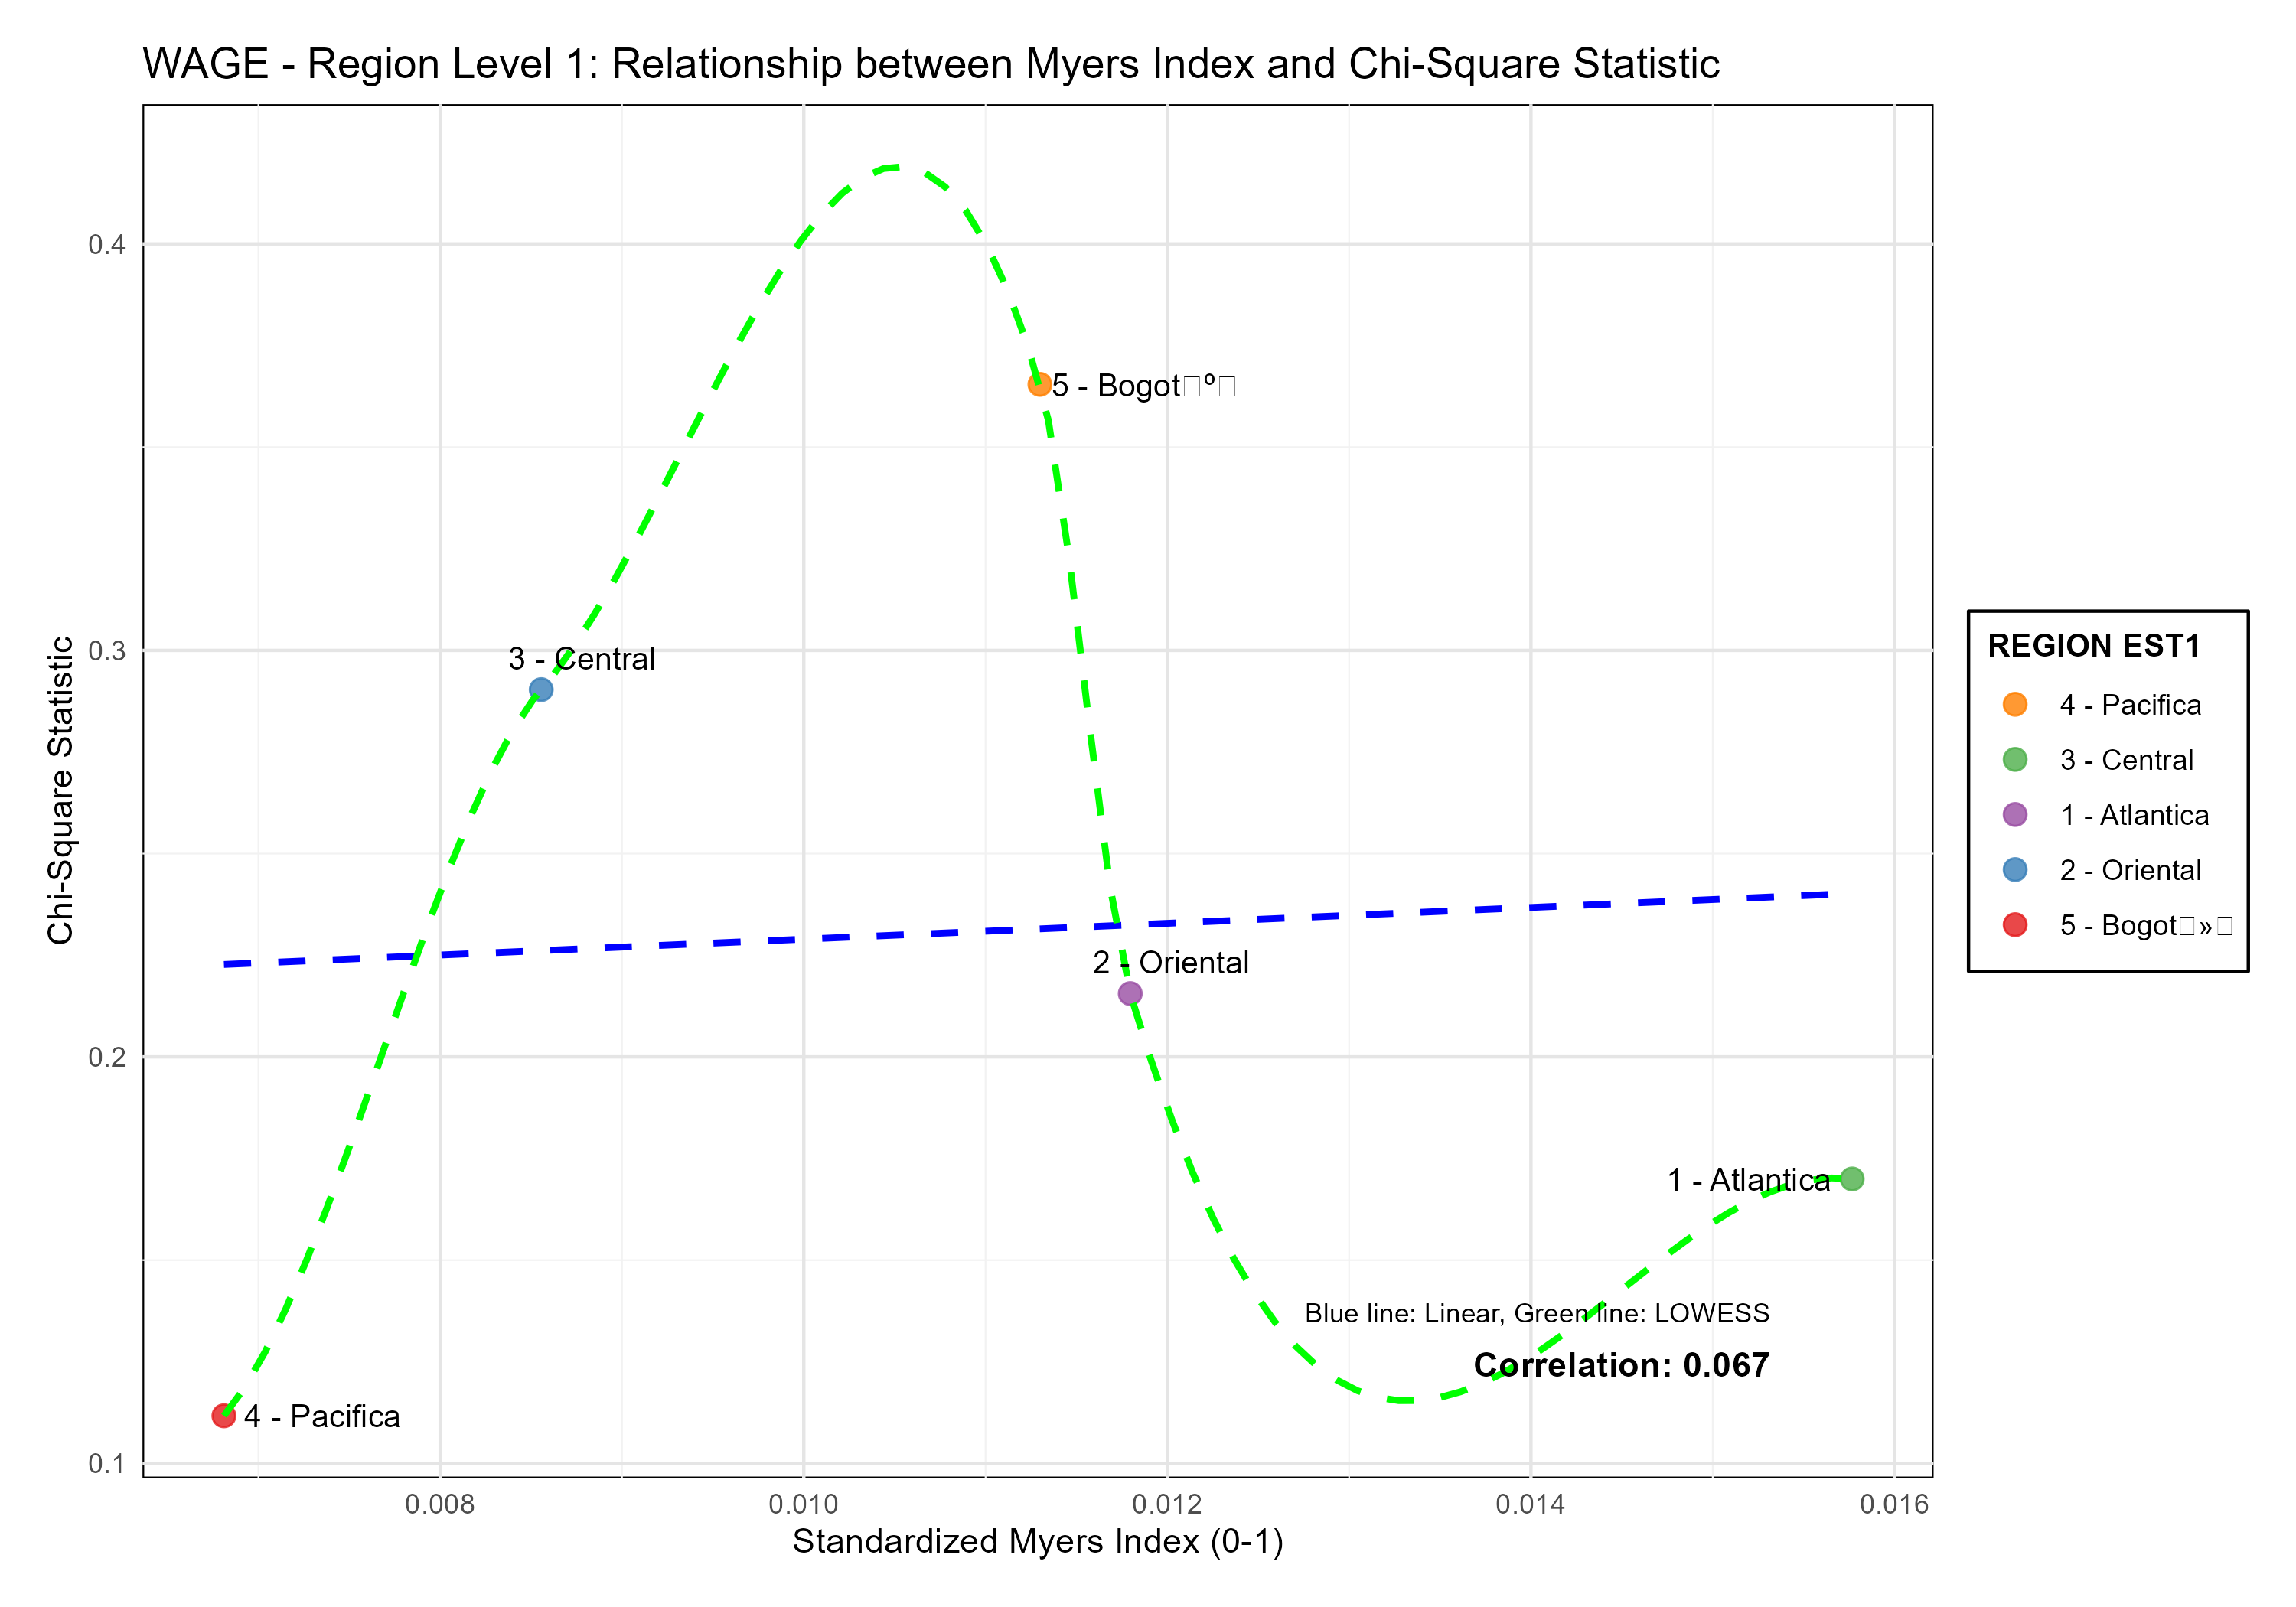 WAGE - Region Level 1: Relationship between Myers Index and Chi-Square Statistic
Chi-Square Statistic
0.4
0.3
0.2
0.1
5 - Bogot□º□
3 - Central
2 - Oriental
1 - Atlantica
4 - Pacifica
Blue line: Linear, Green line: LOWESS
Correlation: 0.067
0.008
0.010
0.012
0.014
0.016
Standardized Myers Index (0-1)
REGION EST1
4 - Pacifica
3 - Central
1 - Atlantica
2 - Oriental
5 - Bogot□»□